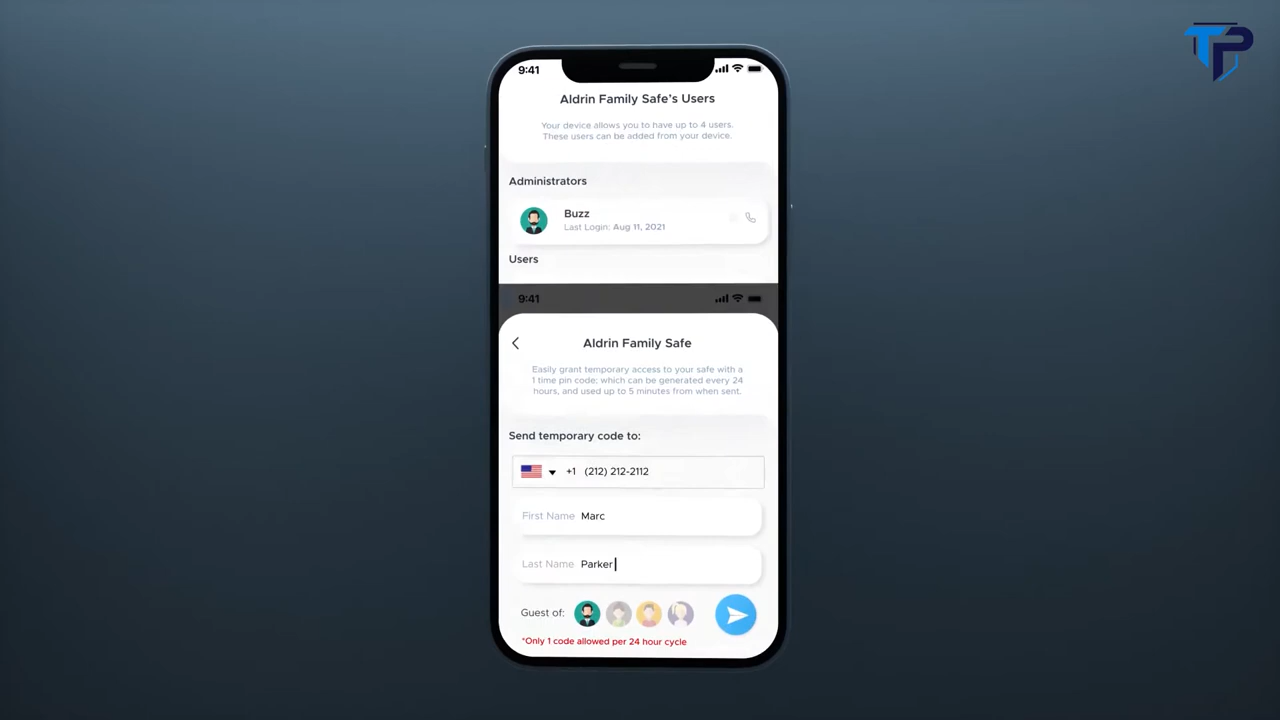 TP
9:41
Aldrin Family Safe's Users
Your device allows you to have up to 4 users.
These users can be added from your device.
Administrators
Buzz
Last Login: Aug 11, 2021
Users
9:41
Aldrin Family Safe
Easily grant temporary access to your safe with a
1 time pin code; which can be generated every 24
hours, and used up to 5 minutes from when sent.
Send temporary code to:
+1 (212) 212-2112
First Name Marc
Last Name Parker
Guest of:
*Only 1 code allowed per 24 hour cycle